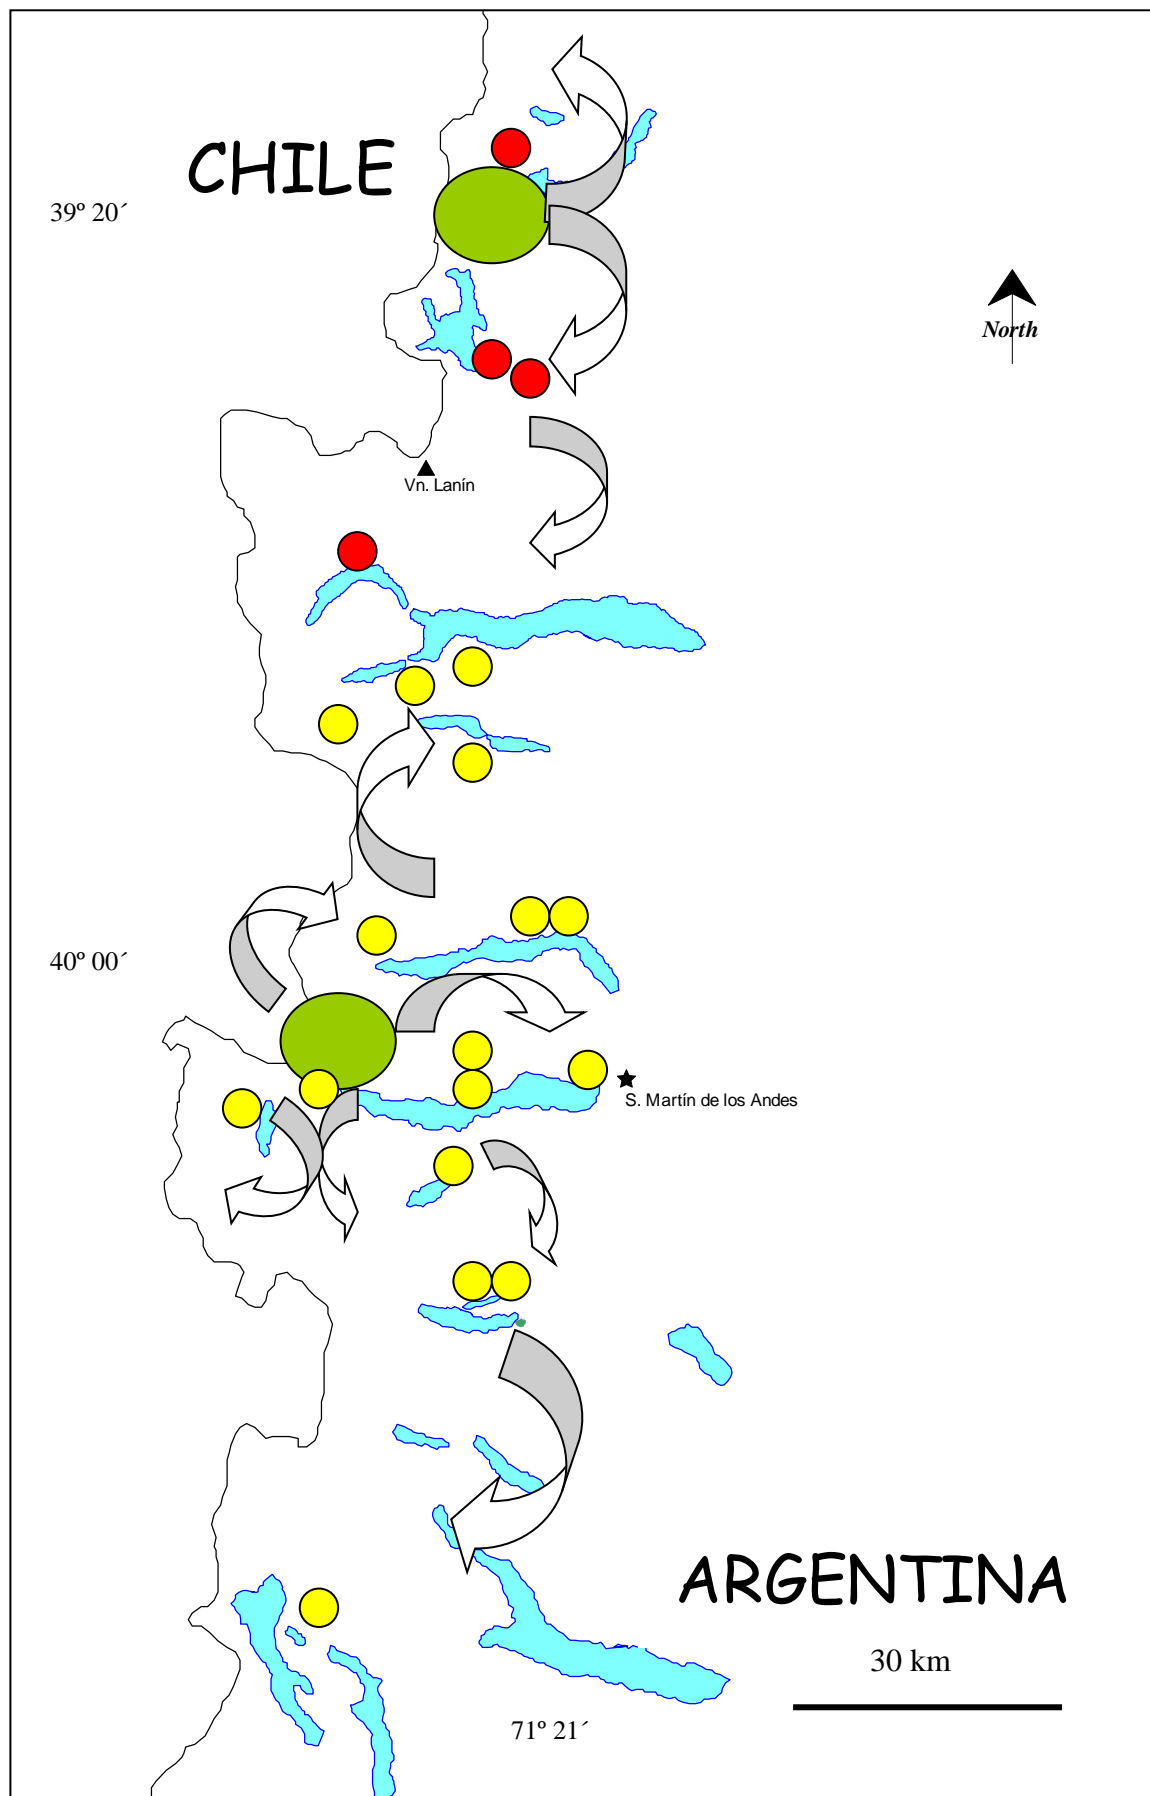 CHILE
39º 20´
North
Vn. Lanín
40º 00´
S. Martín de los Andes
ARGENTINA
30 km
71º 21´